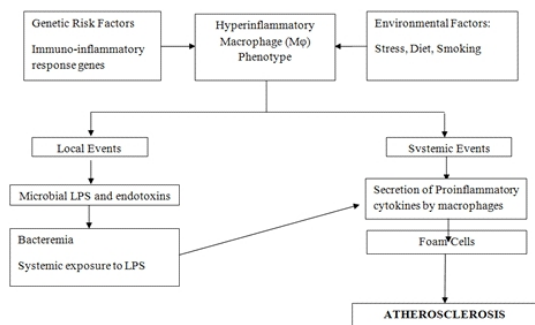 Genetic Risk Factors
Immuno-inflammatory
response genes
Hyperinflammatory
Macrophage (Mφ)
Phenotype
Environmental Factors:
Stress, Diet, Smoking
Local Events
Systemic Events
Microbial LPS and endotoxins
Secretion of Proinflammatory
cytokines by macrophages
Bacteremia
Systemic exposure to LPS
Foam Cells
ATHEROSCLEROSIS